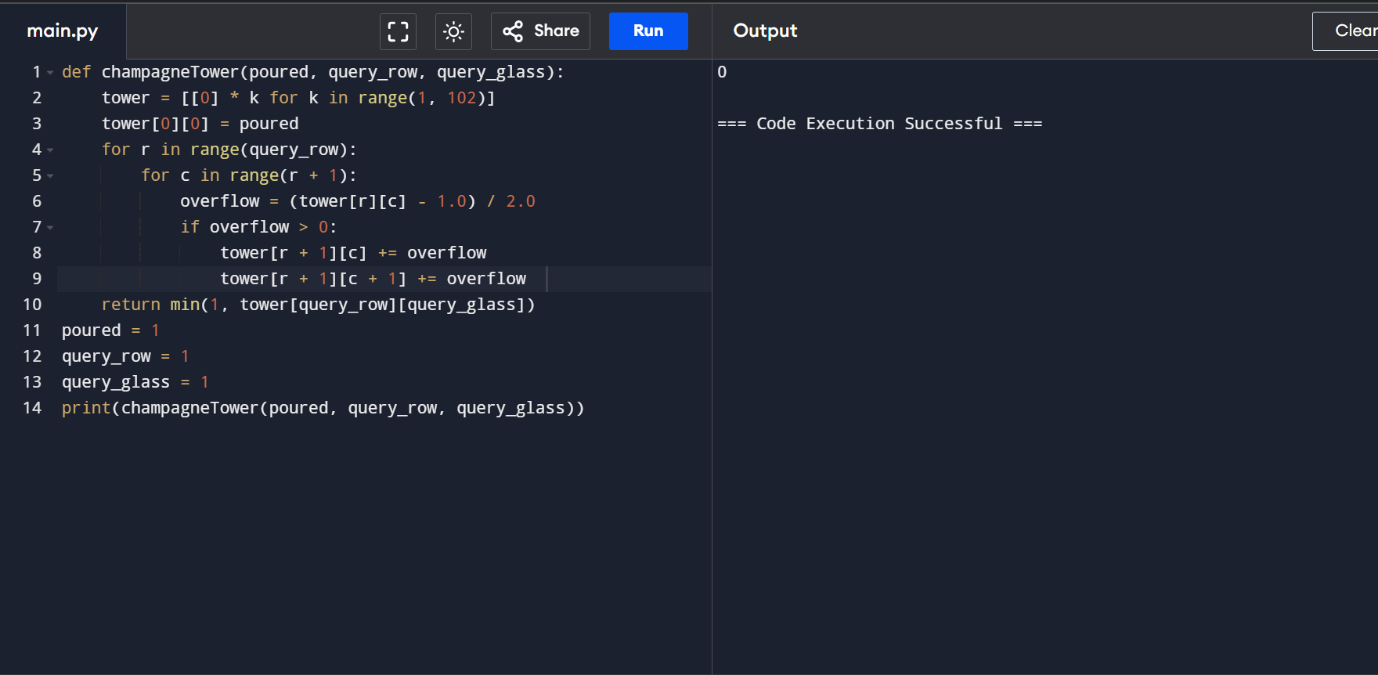 main.py Share Run Output Clear
1 def champagneTower(poured, query_row, query_glass):
2     tower = [[0] * k for k in range(1, 102)]
3     tower[0][0] = poured
4     for r in range(query_row):
5         for c in range(r + 1):
6             overflow = (tower[r][c] - 1.0) / 2.0
7             if overflow > 0:
8                 tower[r + 1][c] += overflow
9                 tower[r + 1][c + 1] += overflow
10     return min(1, tower[query_row][query_glass])
11 poured = 1
12 query_row = 1
13 query_glass = 1
14 print(champagneTower(poured, query_row, query_glass))
0
=== Code Execution Successful ===